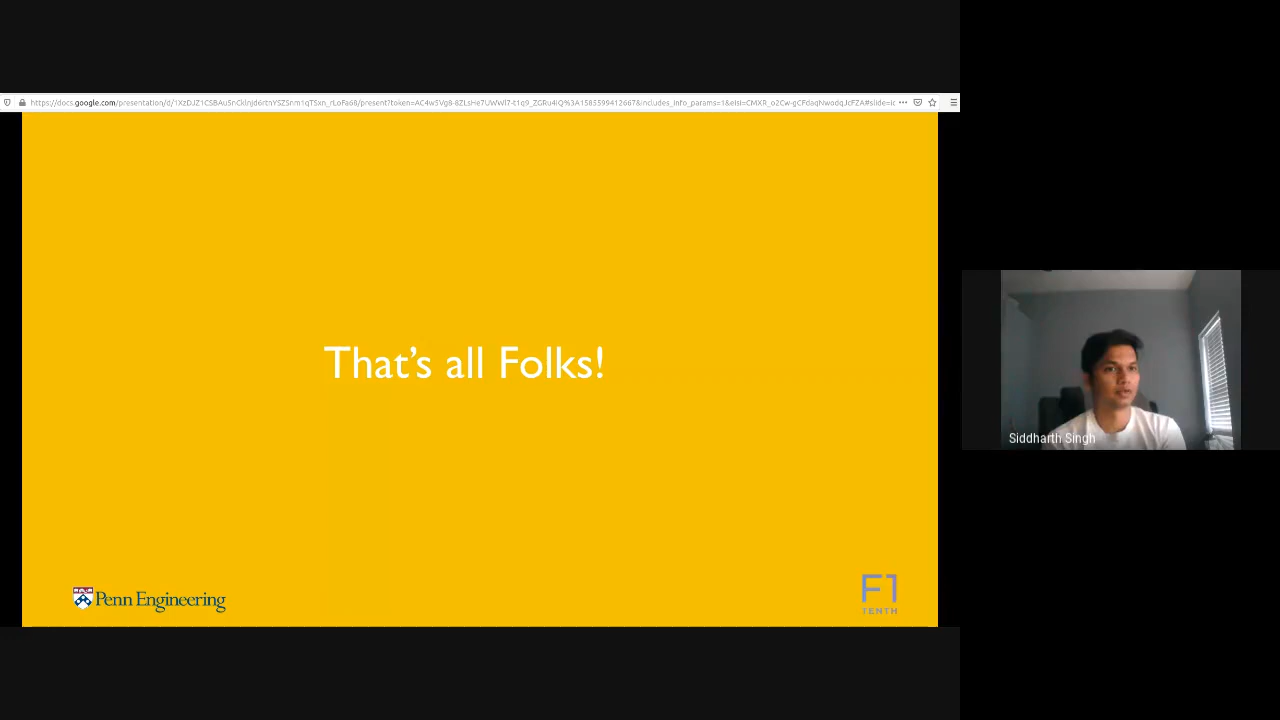 That's all Folks!
Penn Engineering
F1
TENTH
Siddharth Singh